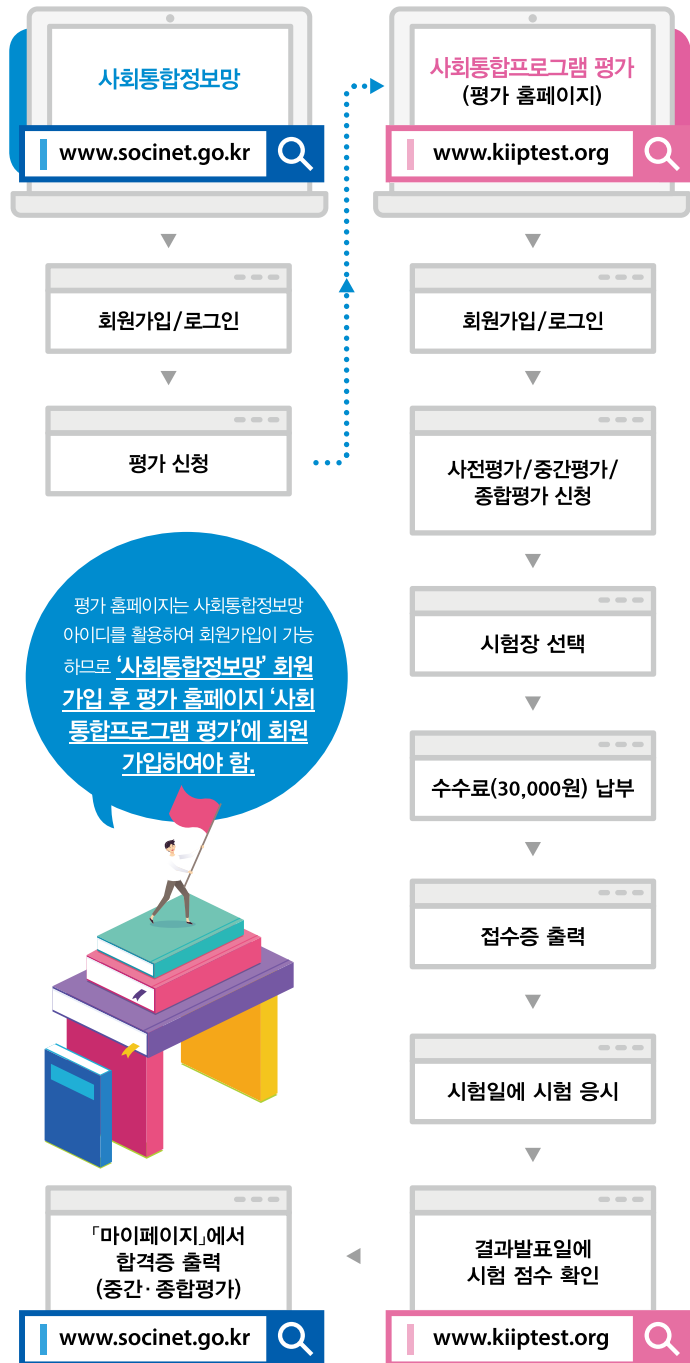 사회통합정보망
www.socinet.go.kr
회원가입/로그인
평가 신청
사회통합프로그램 평가
(평가 홈페이지)
www.kiiptest.org
회원가입/로그인
사전평가/중간평가/
종합평가 신청
시험장 선택
수수료(30,000원) 납부
접수증 출력
시험일에 시험 응시
결과발표일에
시험 점수 확인
www.kiiptest.org
「마이페이지」에서
합격증 출력
(중간·종합평가)
www.socinet.go.kr
평가 홈페이지는 사회통합정보망
아이디를 활용하여 회원가입이 가능
하므로 ‘사회통합정보망’ 회원
가입 후 평가 홈페이지 ‘사회
통합프로그램 평가’에 회원
가입하여야 함.